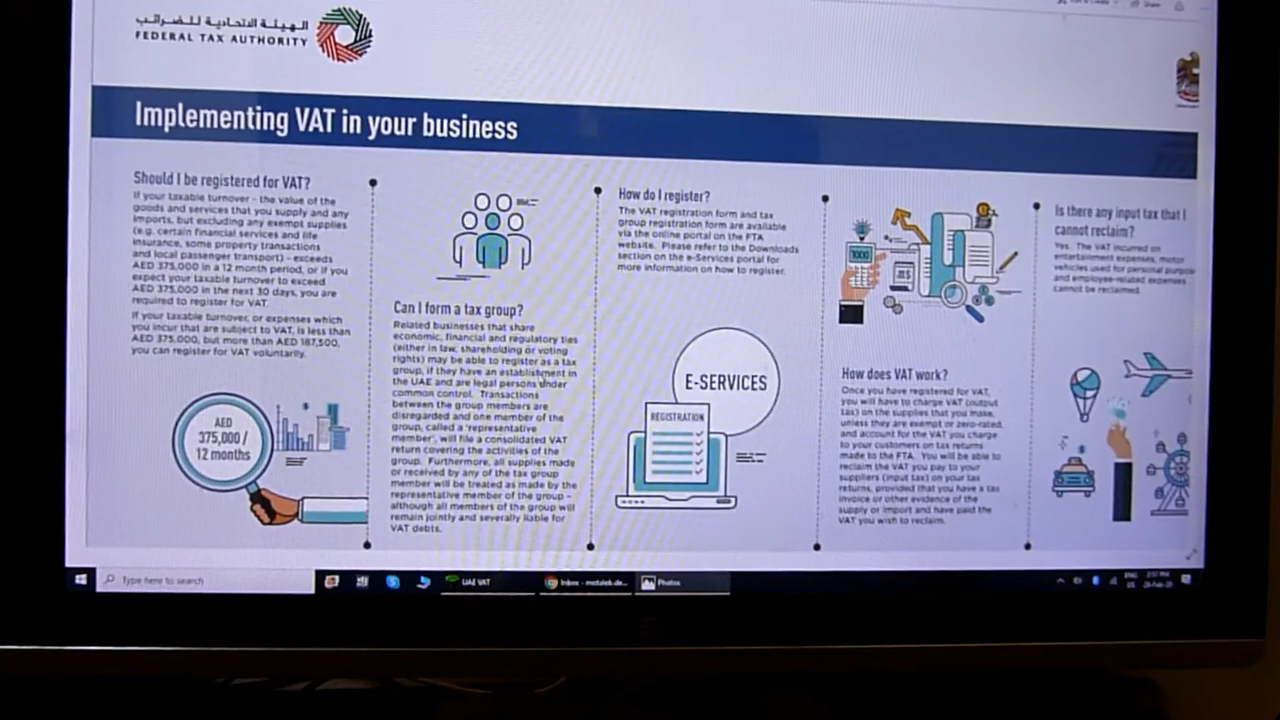 الهيئة الاتحادية للضرائب
FEDERAL TAX AUTHORITY
Implementing VAT in your business
Should I be registered for VAT?
If your taxable turnover – the value of the
goods and services that you supply and any
imports, but excluding any exempt supplies
(e.g. certain financial services and life
insurance, some property transactions
and local passenger transport) – exceeds
AED 375,000 in a 12 month period, or if you
expect your taxable turnover to exceed
AED 375,000 in the next 30 days, you are
required to register for VAT.
If your taxable turnover, or expenses which
you incur that are subject to VAT, is less than
AED 375,000, but more than AED 187,500,
you can register for VAT voluntarily.
AED
375,000 /
12 months
Can I form a tax group?
Related businesses that share
economic, financial and regulatory ties
(either in law, shareholding or voting
rights) may be able to register as a tax
group, if they have an establishment in
the UAE and are legal persons under
common control. Transactions
between the group members are
disregarded and one member of the
group, called a 'representative
member', will file a consolidated VAT
return covering the activities of the
group. Furthermore, all supplies made
or received by any of the tax group
member will be treated as made by the
representative member of the group –
although all members of the group will
remain jointly and severally liable for
VAT debts.
How do I register?
The VAT registration form and tax
group registration form are available
via the online portal on the FTA
website. Please refer to the Downloads
section on the e-Services portal for
more information on how to register.
E-SERVICES
REGISTRATION
1000
How does VAT work?
Once you have registered for VAT,
you will have to charge VAT (output
tax) on the supplies that you make,
unless they are exempt or zero-rated,
and account for the VAT you charge
to your customers on tax returns
made to the FTA. You will be able to
reclaim the VAT you pay to your
suppliers (input tax) on your tax
returns, provided that you have a tax
invoice or other evidence of the
supply or import and have paid the
VAT you wish to reclaim.
Is there any input tax that I
cannot reclaim?
Yes. The VAT incurred on
entertainment expenses, motor
vehicles used for personal purpose
and employee-related expenses
cannot be reclaimed.
Share
Type here to search
UAE VAT
Inbox - motaleb.de...
Photos
ENG
US
2:57 PM